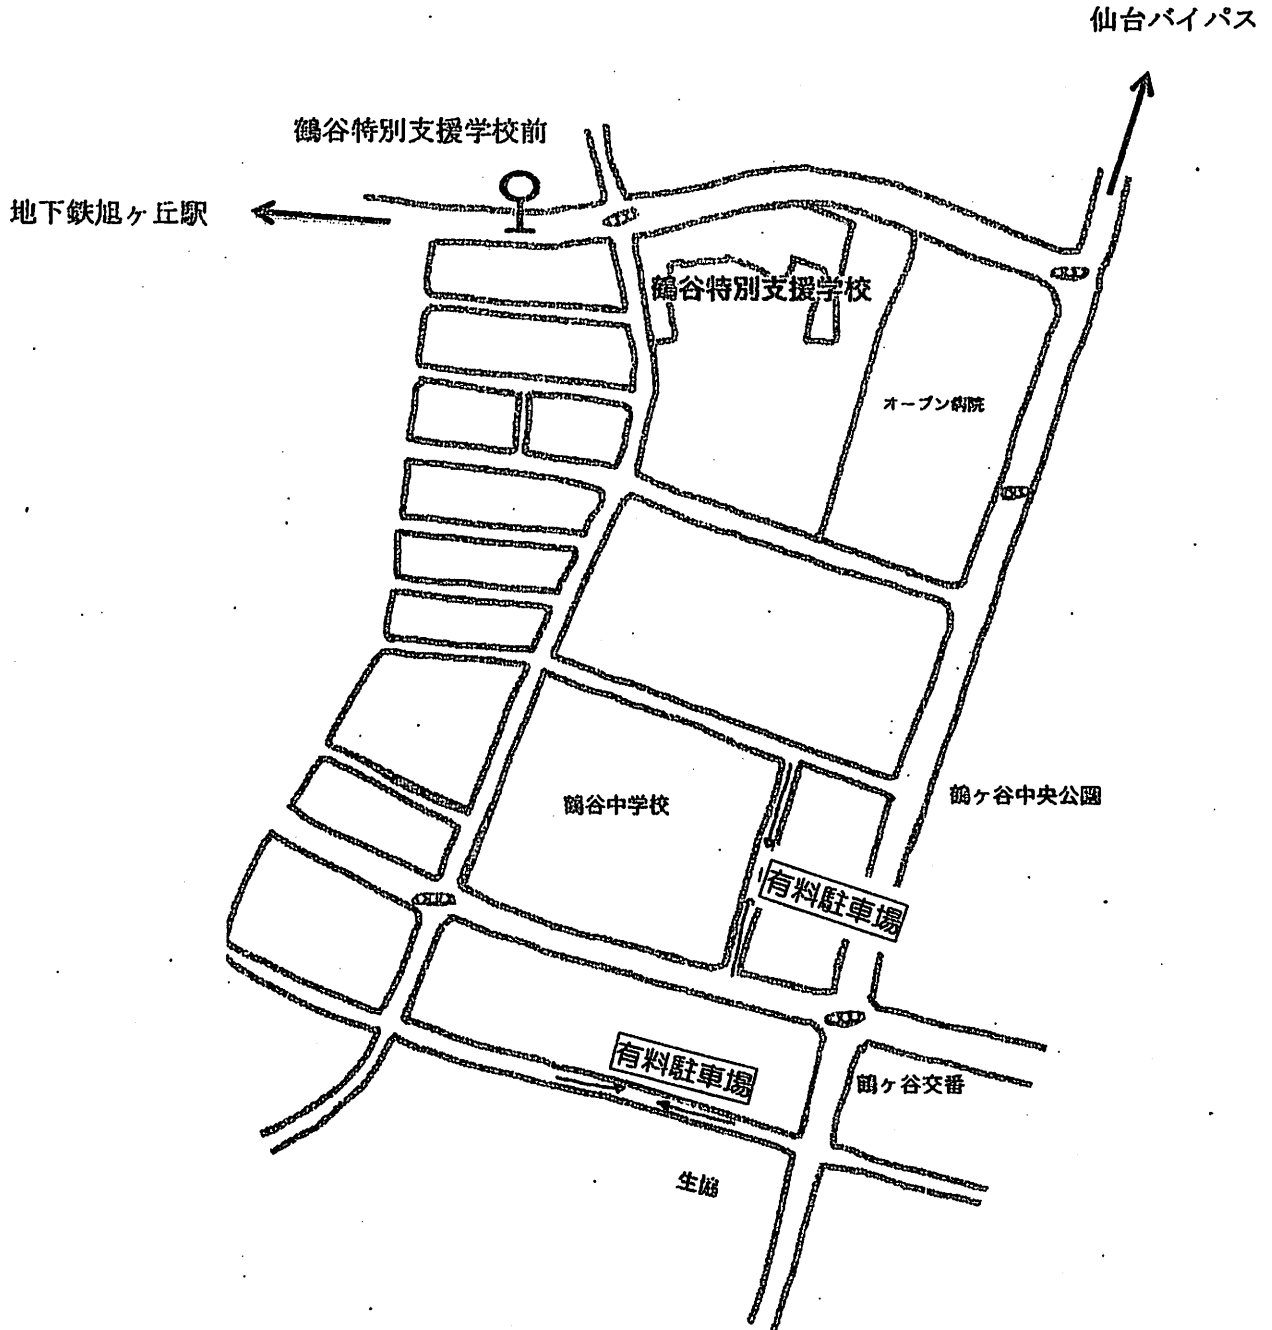 仙台バイパス
鶴谷特別支援学校前
地下鉄旭ヶ丘駅
鶴谷特別支援学校
オープン病院
鶴ヶ谷中央公園
鶴谷中学校
有料駐車場
有料駐車場
鶴ヶ谷交番
生協